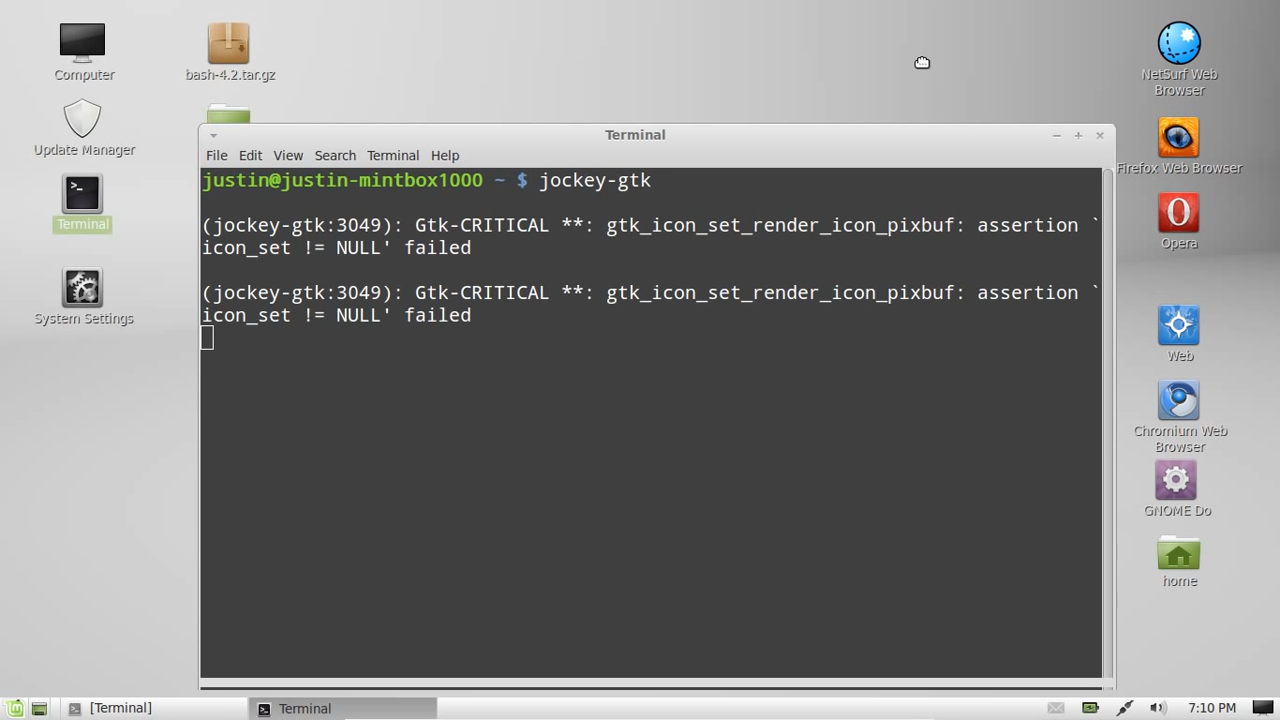 Computer
bash-4.2.tar.gz
NetSurf Web
Browser
Update Manager
Terminal
File Edit View Search Terminal Help
Firefox Web Browser
justin@justin-mintbox1000 ~ $ jockey-gtk
Terminal
(jockey-gtk:3049): Gtk-CRITICAL **: gtk_icon_set_render_icon_pixbuf: assertion `
icon_set != NULL' failed
Opera
(jockey-gtk:3049): Gtk-CRITICAL **: gtk_icon_set_render_icon_pixbuf: assertion `
icon_set != NULL' failed
System Settings
Web
Chromium Web
Browser
GNOME Do
home
[Terminal]
Terminal
7:10 PM